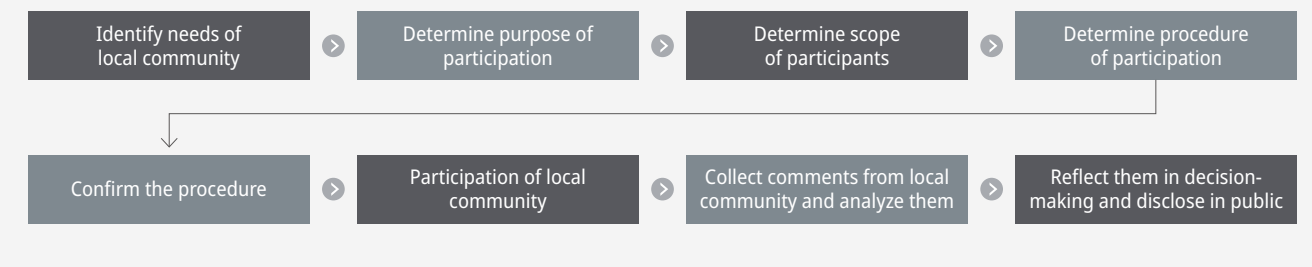 Identify needs of
local community
Determine purpose of
participation
Determine scope
of participants
Determine procedure
of participation
Confirm the procedure
Participation of local
community
Collect comments from local
community and analyze them
Reflect them in decision-
making and disclose in public